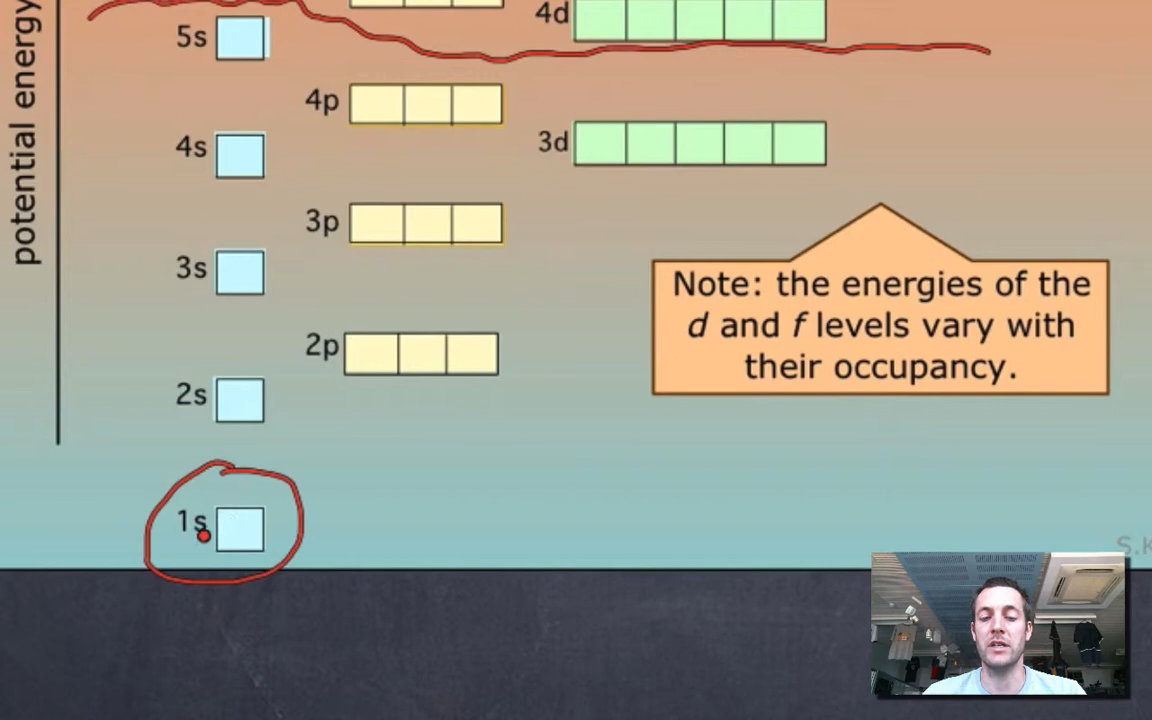 potential energy
4d
5s
4p
3d
4s
3p
3s
2p
2s
1s
Note: the energies of the
d and f levels vary with
their occupancy.